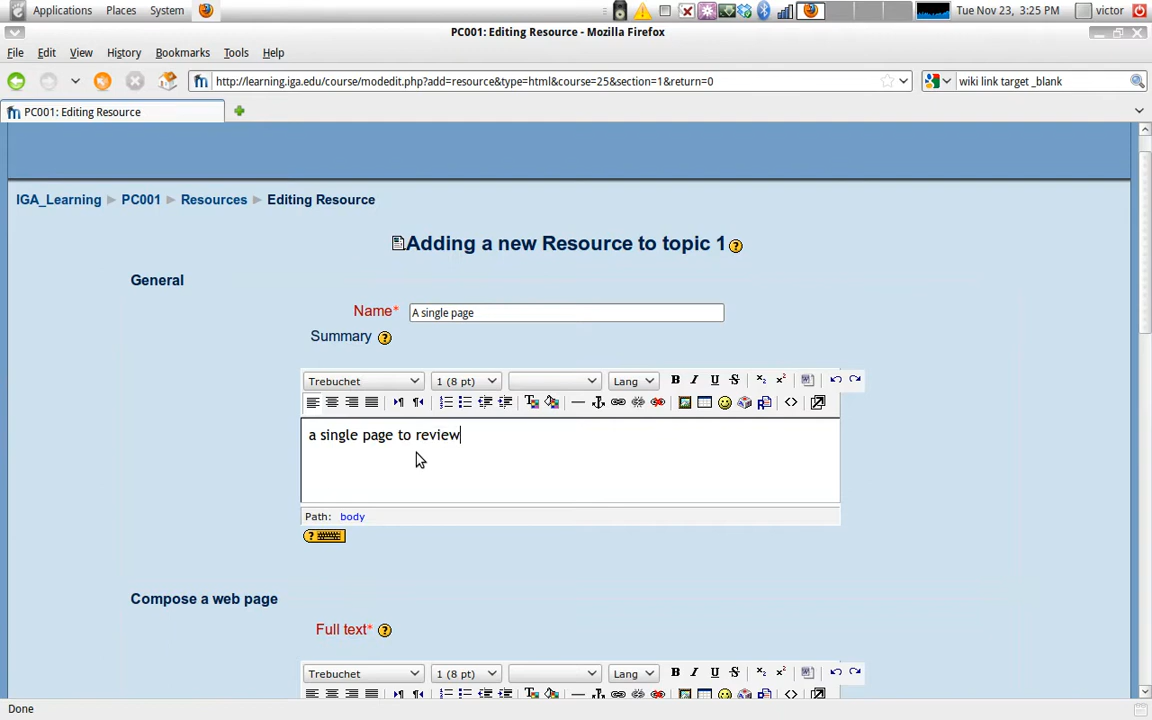 Applications Places System Tue Nov 23, 3:25 PM victor
PC001: Editing Resource - Mozilla Firefox
File Edit View History Bookmarks Tools Help
http://learning.iga.edu/course/modedit.php?add=resource&type=html&course=25&section=1&return=0 wiki link target _blank
PC001: Editing Resource
IGA_Learning ► PC001 ► Resources ► Editing Resource
Adding a new Resource to topic 1
General
Name* A single page
Summary
Trebuchet 1 (8 pt) Lang B I U S x₂ x²
a single page to review
Path: body
Compose a web page
Full text*
Trebuchet 1 (8 pt) Lang B I U S x₂ x²
Done